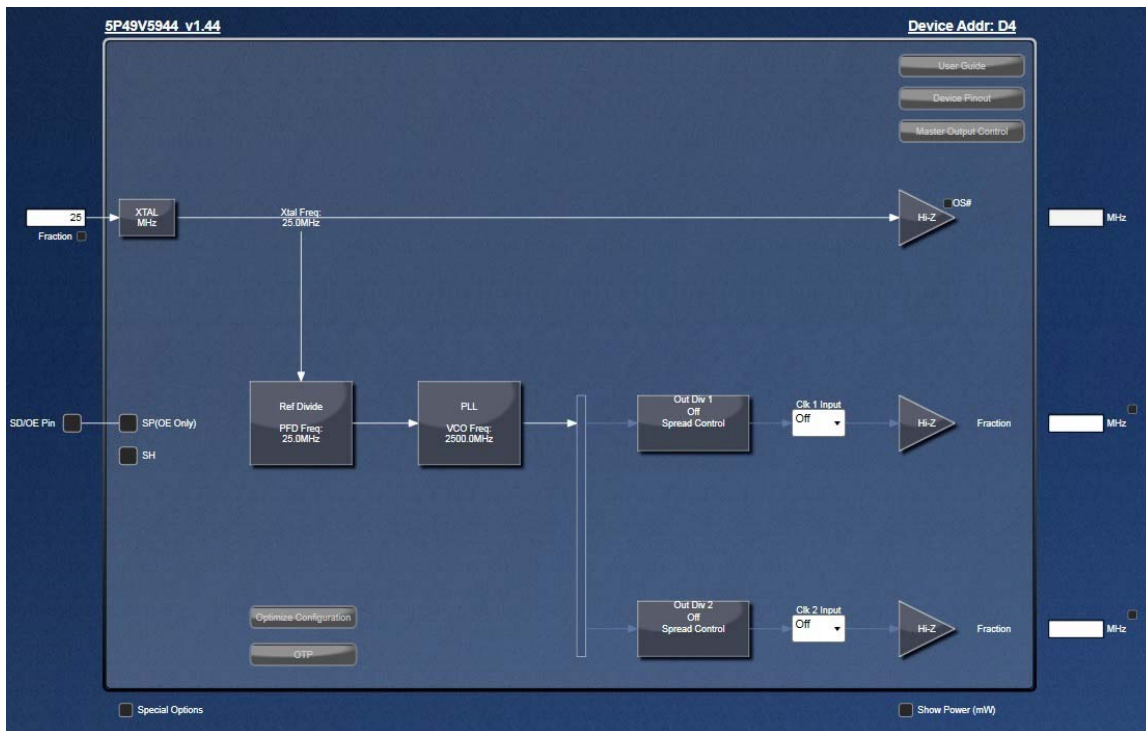 5P49V5944 v1.44
Device Addr: D4
User Guide
Device Pinout
Master Output Control
25
Fraction
XTAL
MHz
Xtal Freq:
25.0MHz
Hi-Z
OS#
MHz
SD/OE Pin
SP(OE Only)
SH
Ref Divide
PFD Freq:
25.0MHz
PLL
VCO Freq:
2500.0MHz
Out Div 1
Off
Spread Control
Clk 1 Input
Off
Hi-Z
Fraction
MHz
Out Div 2
Off
Spread Control
Clk 2 Input
Off
Hi-Z
Fraction
MHz
Optimize Configuration
OTP
Special Options
Show Power (mW)